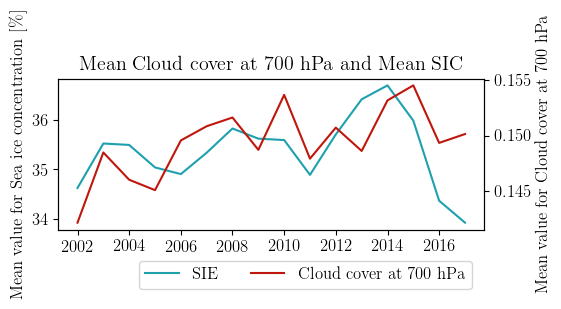 Mean Cloud cover at 700 hPa and Mean SIC
Mean value for Sea ice concentration [%]
36
35
34
0.155
0.150
0.145
Mean value for Cloud cover at 700 hPa
2002 2004 2006 2008 2010 2012 2014 2016
SIE Cloud cover at 700 hPa